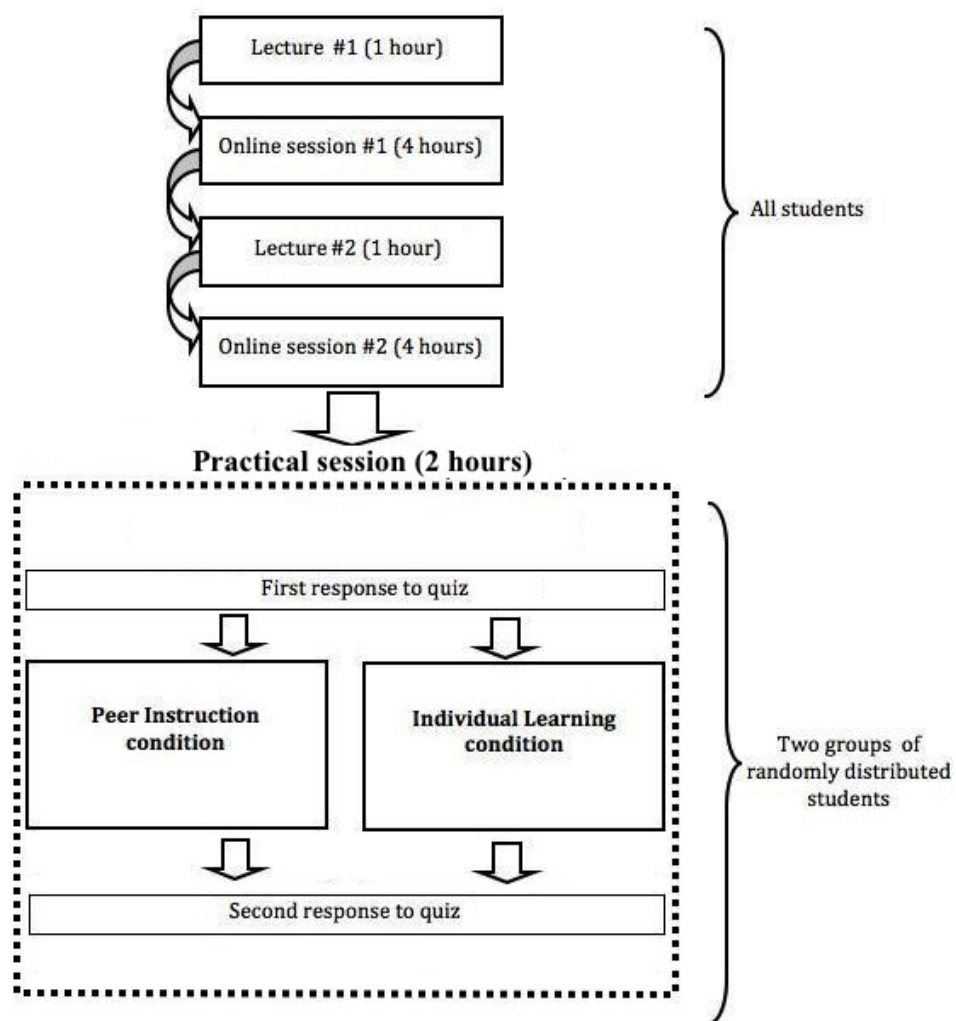 Lecture #1 (1 hour)
Online session #1 (4 hours)
Lecture #2 (1 hour)
Online session #2 (4 hours)
All students
Practical session (2 hours)
First response to quiz
Peer Instruction
condition
Individual Learning
condition
Second response to quiz
Two groups of
randomly distributed
students